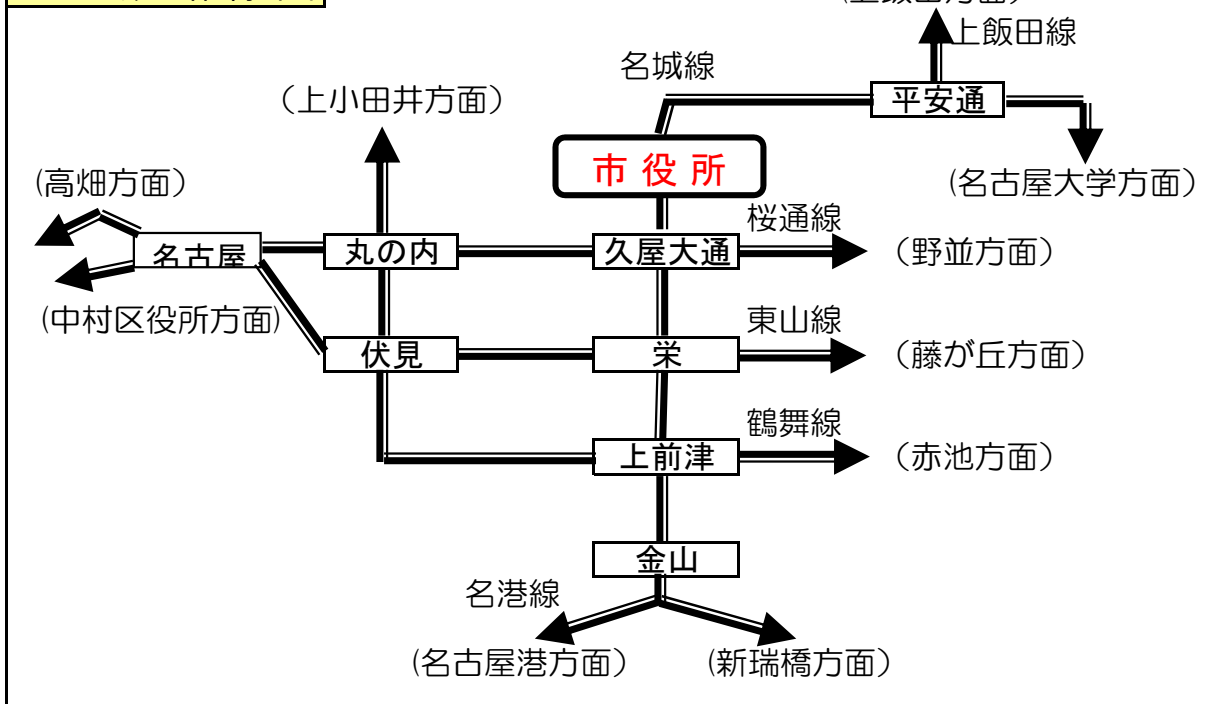 上飯田線
名城線
平安通
（上小田井方面）
市役所
(高畑方面）
(名古屋大学方面）
桜通線
名古屋
丸の内
久屋大通
（野並方面）
(中村区役所方面)
東山線
伏見
栄
（藤が丘方面）
鶴舞線
上前津
（赤池方面）
金山
名港線
(名古屋港方面）
(新瑞橋方面）